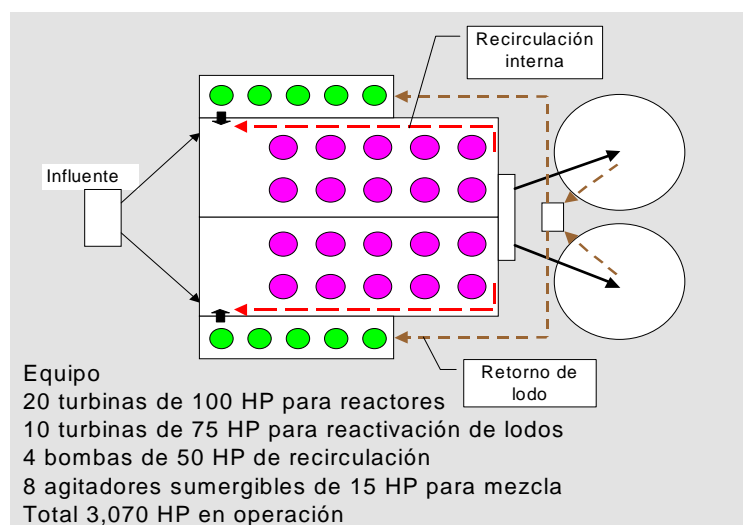 Recirculación
interna
Influente
Retorno de
lodo
Equipo
20 turbinas de 100 HP para reactores
10 turbinas de 75 HP para reactivación de lodos
4 bombas de 50 HP de recirculación
8 agitadores sumergibles de 15 HP para mezcla
Total 3,070 HP en operación